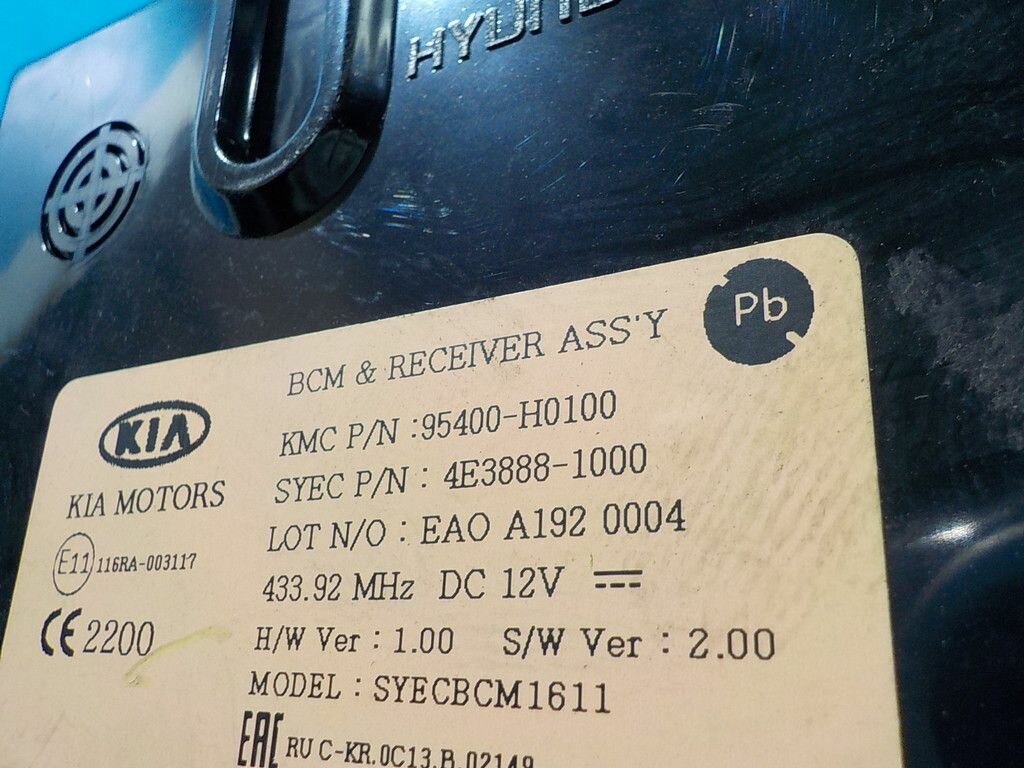 Pb
BCM & RECEIVER ASS'Y
KIA
KMC P/N :95400-H0100
KIA MOTORS
SYEC P/N : 4E3888-1000
LOT N/O : EAO A192 0004
E11 116RA-003117
433.92 MHz DC 12V
CE 2200
H/W Ver : 1.00 S/W Ver : 2.00
MODEL : SYECBCM1611
EAC RU C-KR.0C13.B.02149